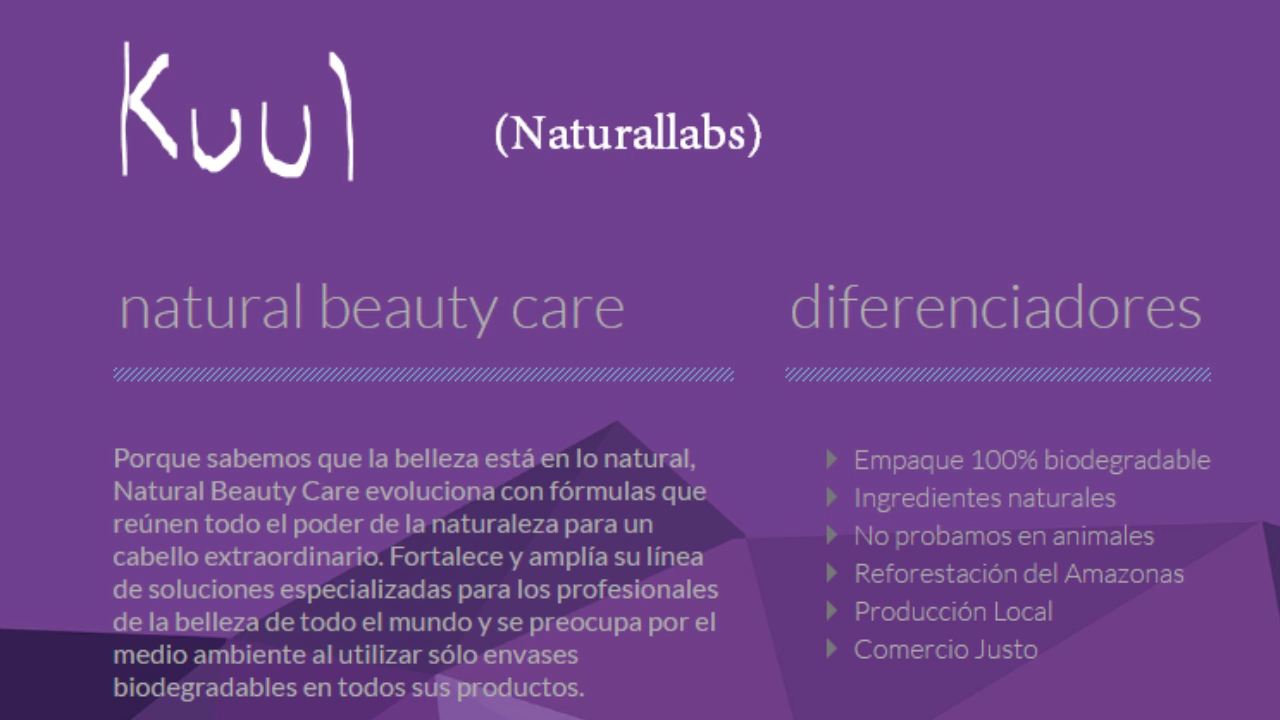 Kuul
(Naturallabs)
natural beauty care
Porque sabemos que la belleza está en lo natural,
Natural Beauty Care evoluciona con fórmulas que
reúnen todo el poder de la naturaleza para un
cabello extraordinario. Fortalece y amplía su línea
de soluciones especializadas para los profesionales
de la belleza de todo el mundo y se preocupa por el
medio ambiente al utilizar sólo envases
biodegradables en todos sus productos.
diferenciadores
Empaque 100% biodegradable
Ingredientes naturales
No probamos en animales
Reforestación del Amazonas
Producción Local
Comercio Justo